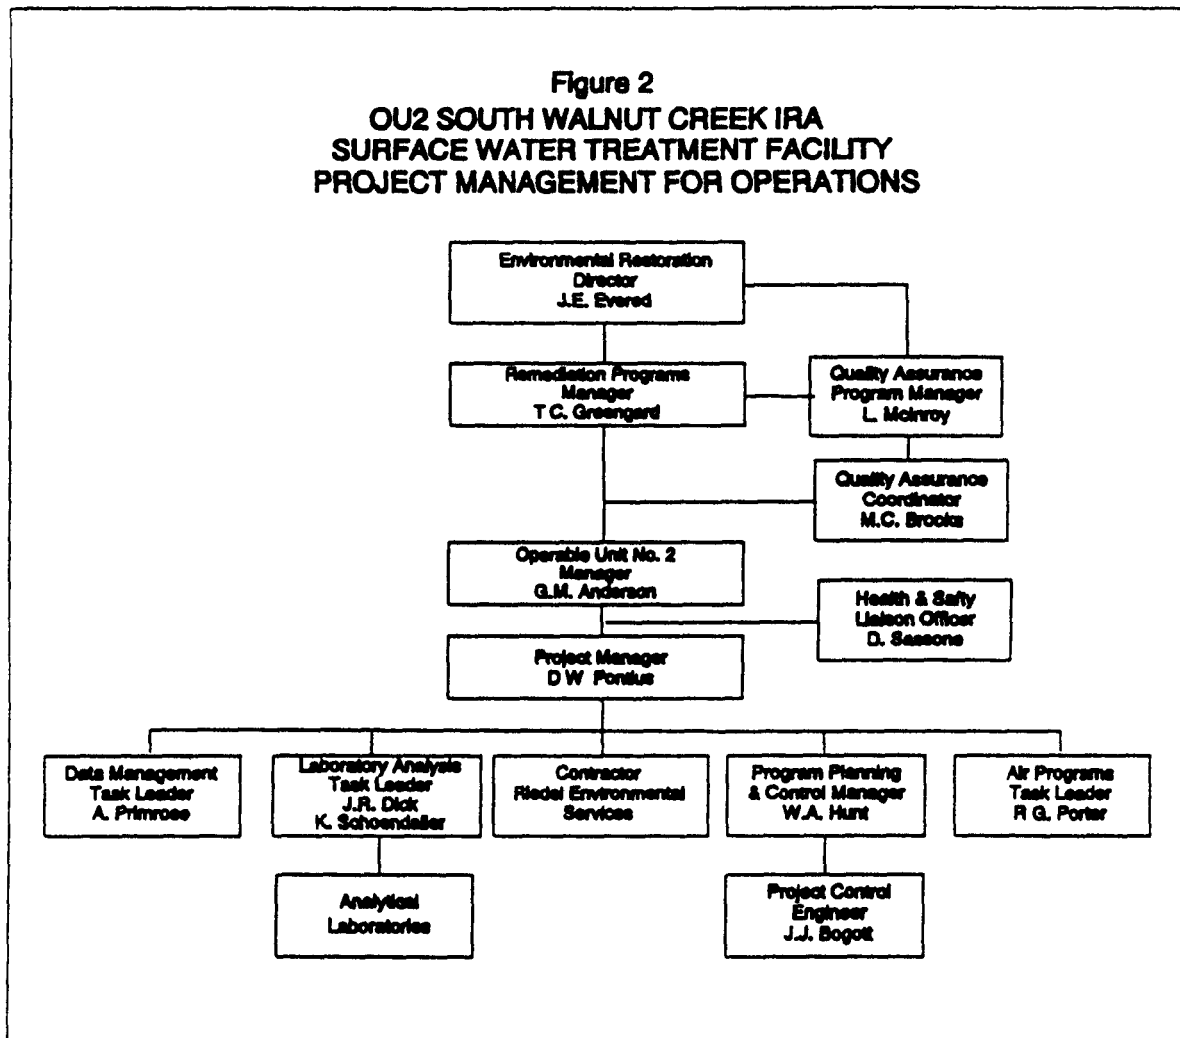 Figure 2
OU2 SOUTH WALNUT CREEK IRA
SURFACE WATER TREATMENT FACILITY
PROJECT MANAGEMENT FOR OPERATIONS
Environmental Restoration
Director
J.E. Evered
Remediation Programs
Manager
T C. Greengard
Quality Assurance
Program Manager
L. McInroy
Quality Assurance
Coordinator
M.C. Brooks
Operable Unit No. 2
Manager
G.M. Anderson
Health & Safty
Liaison Officer
D. Sassone
Project Manager
D W Pontius
Data Management
Task Leader
A. Primrose
Laboratory Analysis
Task Leader
J.R. Dick
K. Schoendaller
Contractor
Riedel Environmental
Services
Program Planning
& Control Manager
W.A. Hunt
Air Programs
Task Leader
R G. Porter
Analytical
Laboratories
Project Control
Engineer
J.J. Bogott